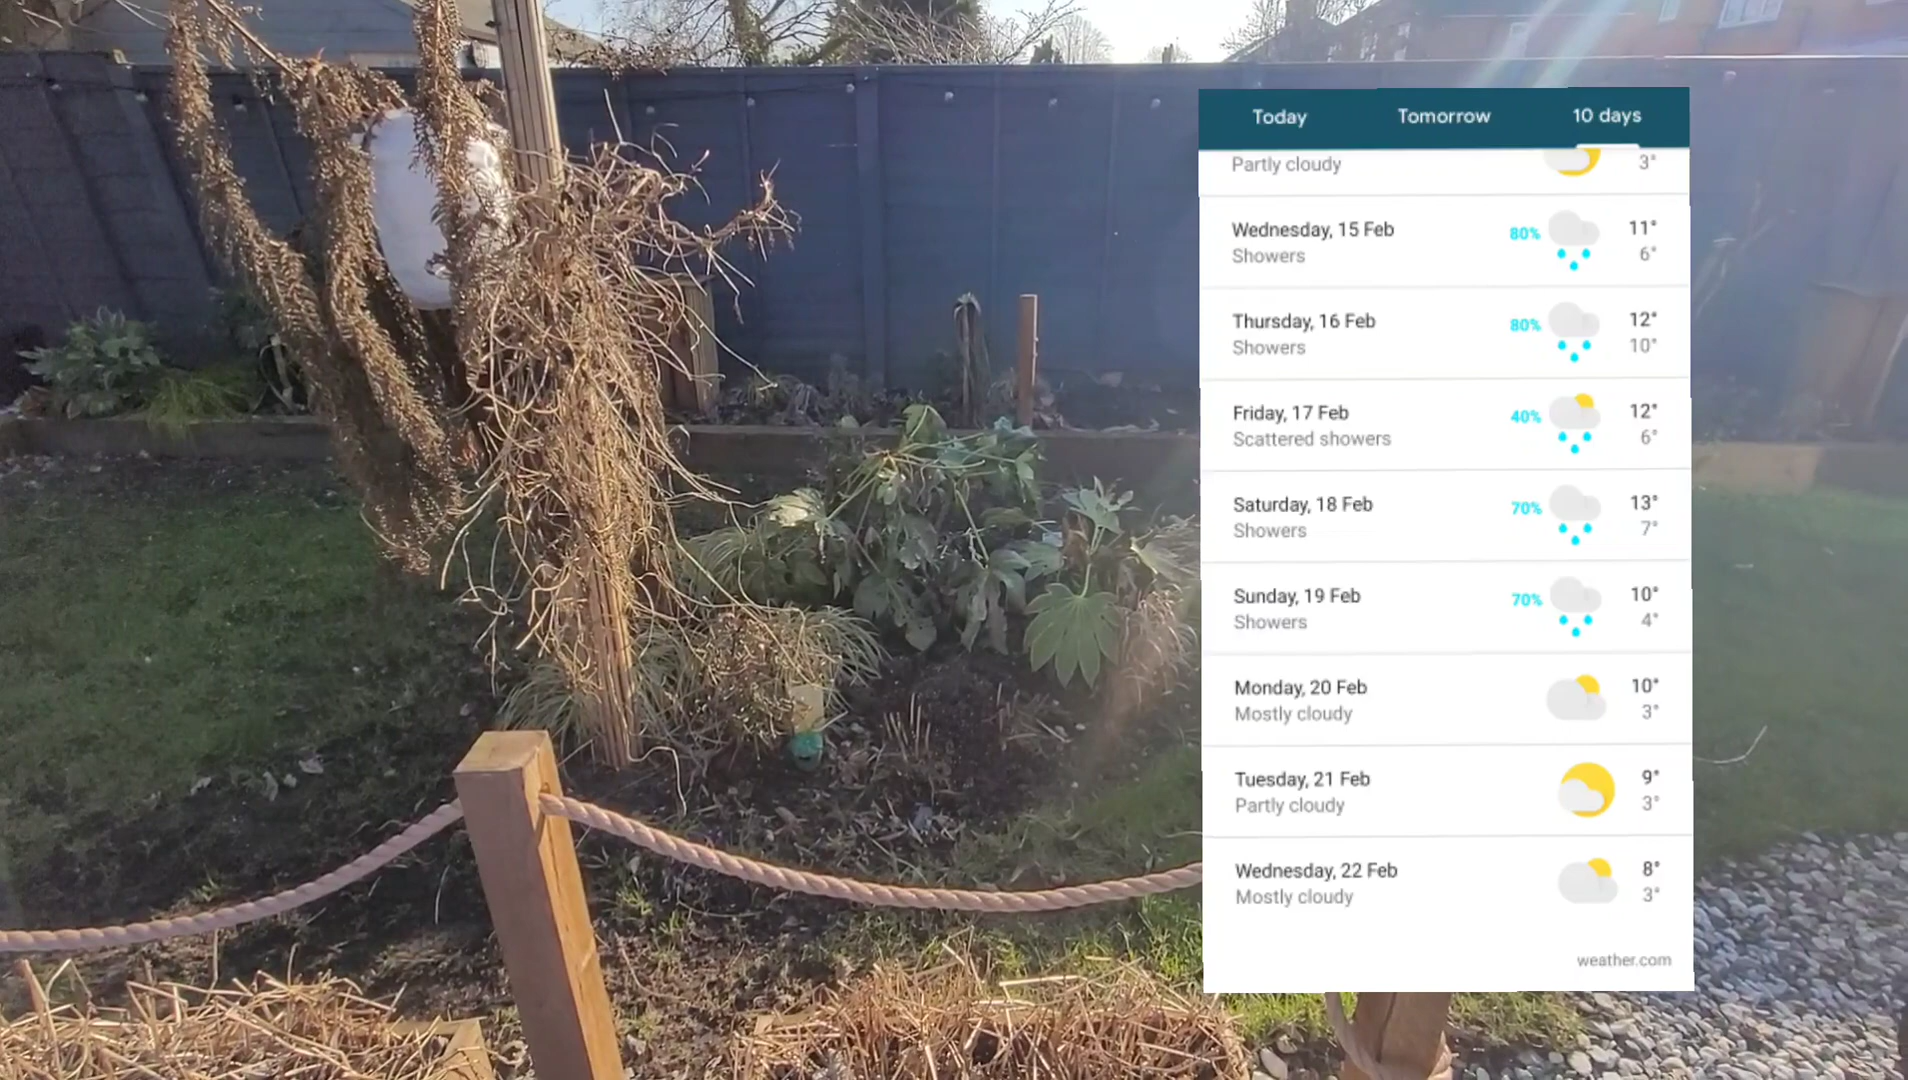 Today Tomorrow 10 days
Partly cloudy 3°
Wednesday, 15 Feb 80% 11°
Showers 6°
Thursday, 16 Feb 80% 12°
Showers 10°
Friday, 17 Feb 40% 12°
Scattered showers 6°
Saturday, 18 Feb 70% 13°
Showers 7°
Sunday, 19 Feb 70% 10°
Showers 4°
Monday, 20 Feb 10°
Mostly cloudy 3°
Tuesday, 21 Feb 9°
Partly cloudy 3°
Wednesday, 22 Feb 8°
Mostly cloudy 3°
weather.com